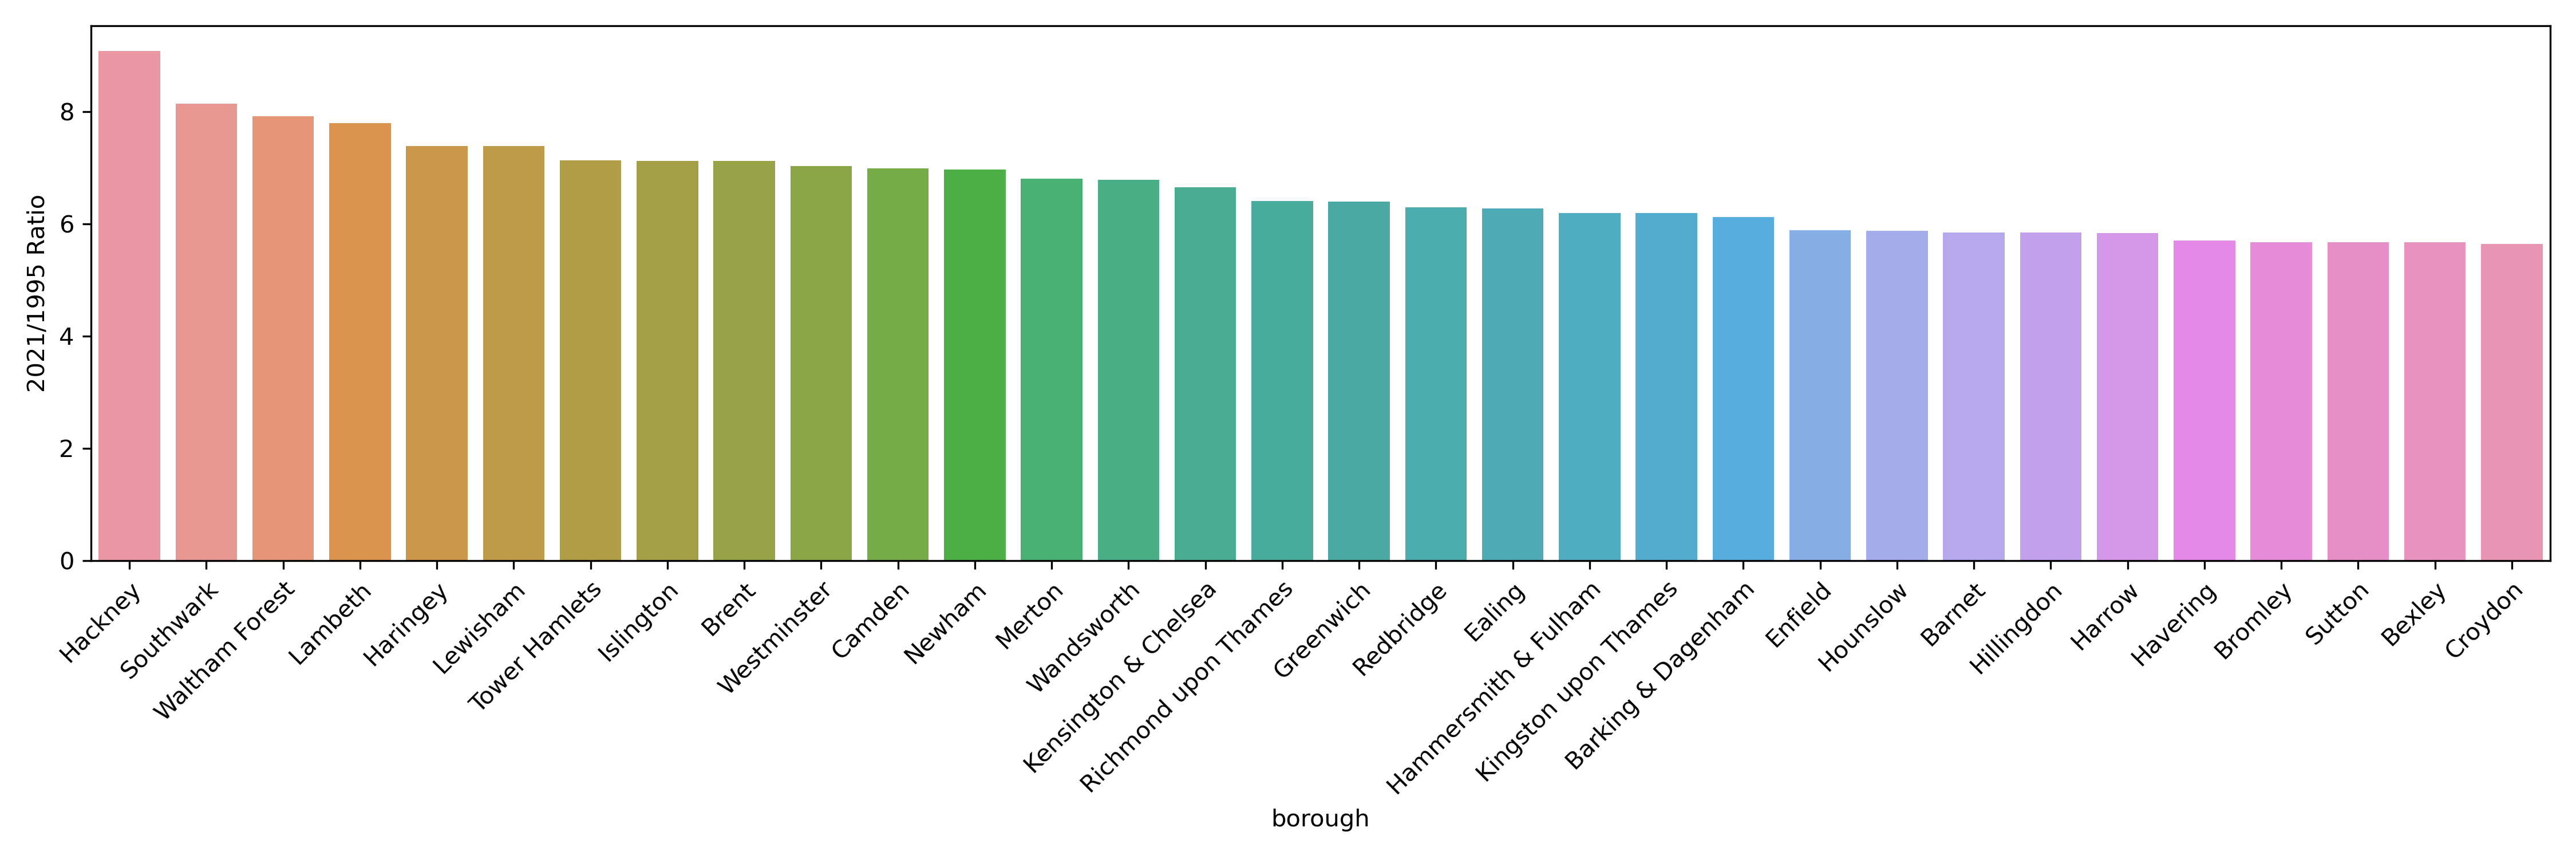 2021/1995 Ratio
8
6
4
2
0
Hackney
Southwark
Waltham Forest
Lambeth
Haringey
Lewisham
Tower Hamlets
Islington
Brent
Westminster
Camden
Newham
Merton
Wandsworth
Kensington & Chelsea
Richmond upon Thames
Greenwich
Redbridge
Ealing
Hammersmith & Fulham
Kingston upon Thames
Barking & Dagenham
Enfield
Hounslow
Barnet
Hillingdon
Harrow
Havering
Bromley
Sutton
Bexley
Croydon
borough